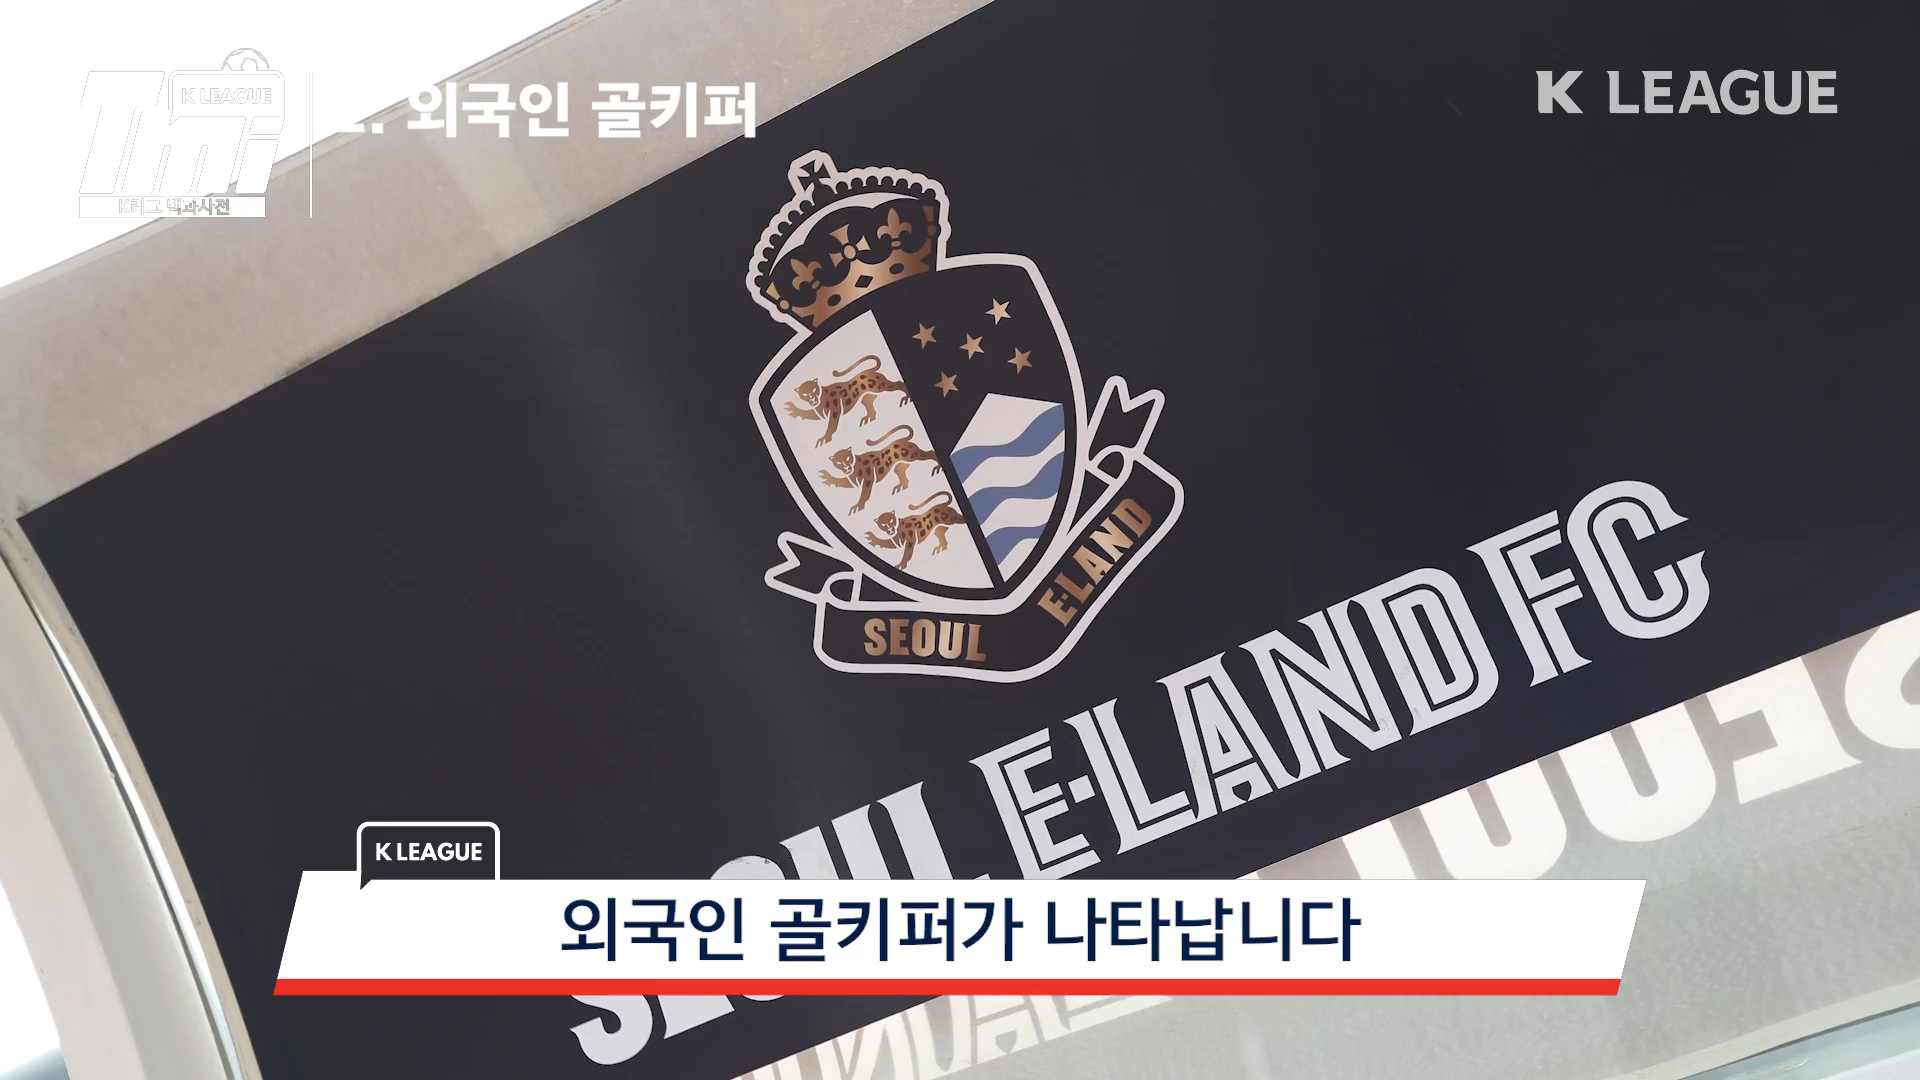 K LEAGUE
Tmi
K리그 백과사전
외국인 골키퍼
K LEAGUE
SEOUL E·LAND
SEOUL E·LAND FC
SEOUL
K LEAGUE
외국인 골키퍼가 나타납니다